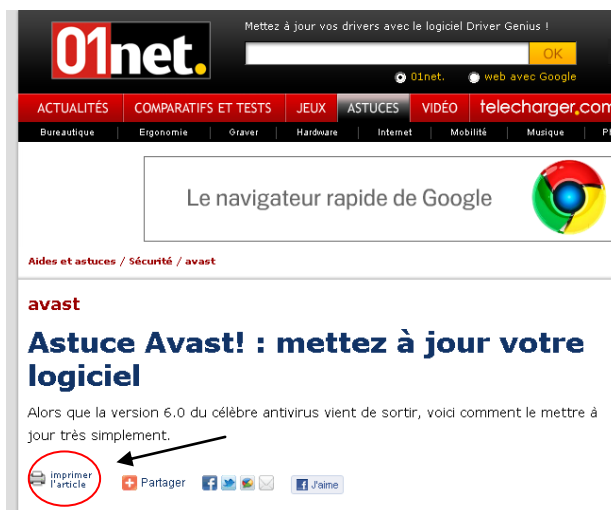 Mettez à jour vos drivers avec le logiciel Driver Genius !
01net.
OK
01net. web avec Google
ACTUALITÉS COMPARATIFS ET TESTS JEUX ASTUCES VIDÉO telecharger.com
Bureautique Ergonomie Graver Hardware Internet Mobilité Musique
Le navigateur rapide de Google
Aides et astuces / Sécurité / avast
avast
Astuce Avast! : mettez à jour votre
logiciel
Alors que la version 6.0 du célèbre antivirus vient de sortir, voici comment le mettre à
jour très simplement.
imprimer
l'article
Partager
J'aime